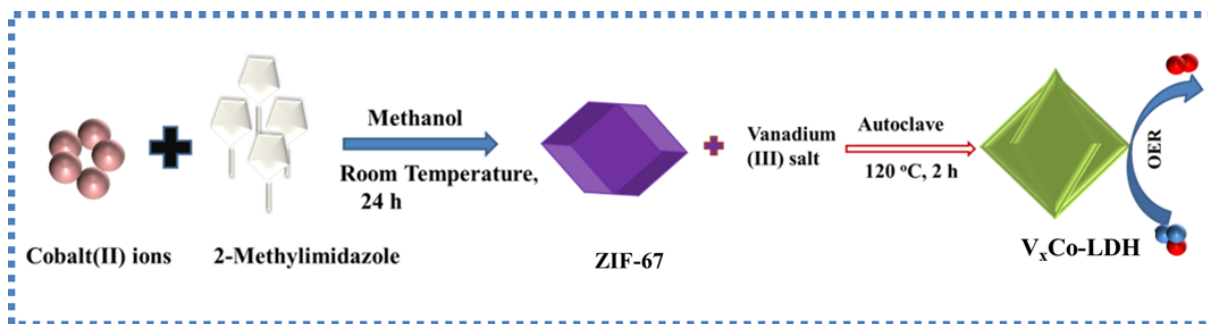 Methanol
Room Temperature,
24 h
Vanadium
(III) salt
Autoclave
120 °C, 2 h
OER
Cobalt(II) ions
2-Methylimidazole
ZIF-67
VₓCo-LDH